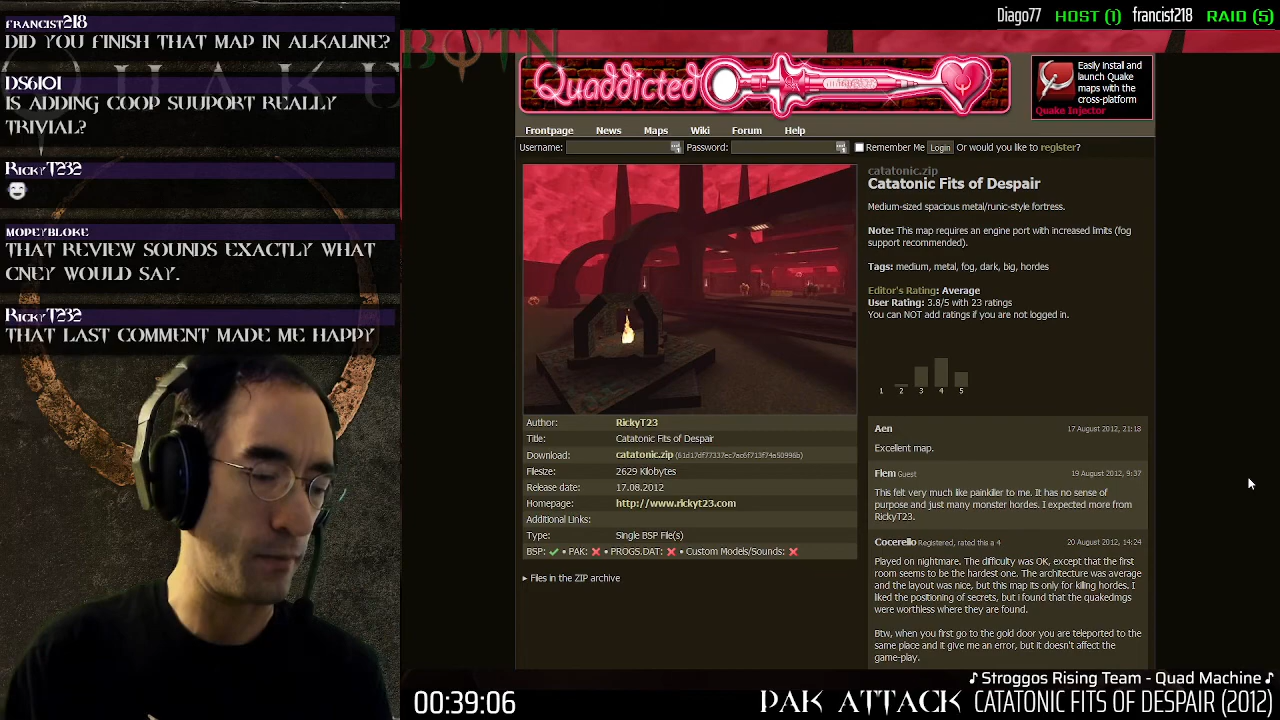 Diago77 HOST (1) francist218 RAID (5)
francist218
Did you finish that map in Alkaline?
DS6101
Is adding coop support really
trivial?
RickyT232
mopeybloke
That review sounds exactly what
cney would say.
RickyT232
That last comment made me happy
BOTN
Quaddicted
Easily Install and
launch Quake
maps with the
cross-platform
Quake Injector
Frontpage News Maps Wiki Forum Help
Username: Password: Remember Me Login Or would you like to register?
catatonic.zip
Catatonic Fits of Despair
Medium-sized spacious metal/runic-style fortress.
Note: This map requires an engine port with increased limits (fog
support recommended).
Tags: medium, metal, fog, dark, big, hordes
Editor's Rating: Average
User Rating: 3.8/5 with 23 ratings
You can NOT add ratings if you are not logged in.
1 2 3 4 5
Author: RickyT23
Title: Catatonic Fits of Despair
Download: catatonic.zip (61d17df77337ec7ac6f713f74a50996b)
Filesize: 2629 Kilobytes
Release date: 17.08.2012
Homepage: http://www.rickyt23.com
Additional Links:
Type: Single BSP File(s)
BSP: ✔ • PAK: ✘ • PROGS.DAT: ✘ • Custom Models/Sounds: ✘
▸ Files in the ZIP archive
Aen 17 August 2012, 21:18
Excellent map.
Flem Guest 19 August 2012, 9:37
This felt very much like painkiller to me. It has no sense of
purpose and just many monster hordes. I expected more from
RickyT23.
Cocerello Registered, rated this a 4 20 August 2012, 14:24
Played on nightmare. The difficulty was OK, except that the first
room seems to be the hardest one. The architecture was average
and the layout was nice, but this map its only for killing hordes. I
liked the positioning of secrets, but i found that the quakedmgs
were worthless where they are found.
Btw, when you first go to the gold door you are teleported to the
same place and it give me an error, but it doesn't affect the
game-play.
♪ Stroggos Rising Team - Quad Machine ♪
00:39:06
PAK ATTACK CATATONIC FITS OF DESPAIR (2012)